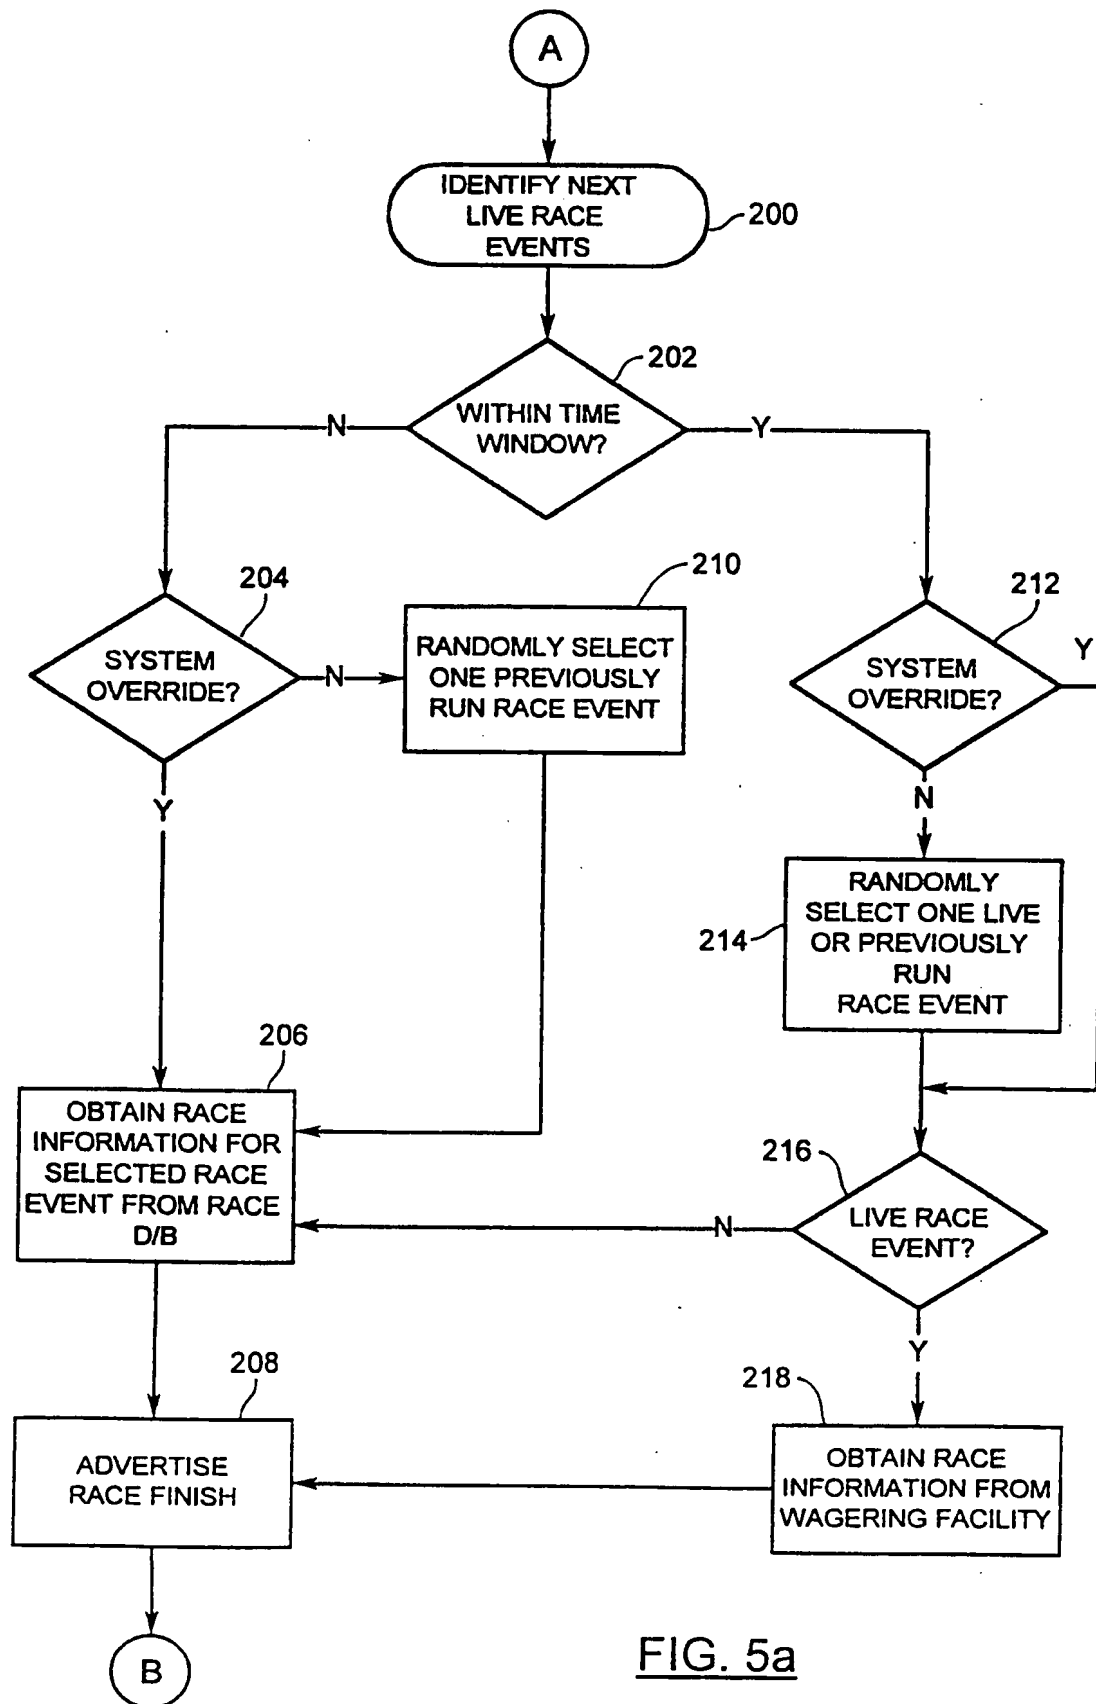 A
IDENTIFY NEXT
LIVE RACE
EVENTS
200
202
WITHIN TIME
WINDOW?
N
Y
204
SYSTEM
OVERRIDE?
N
210
RANDOMLY SELECT
ONE PREVIOUSLY
RUN RACE EVENT
212
SYSTEM
OVERRIDE?
Y
Y
N
RANDOMLY
SELECT ONE LIVE
OR PREVIOUSLY
RUN
RACE EVENT
214
206
OBTAIN RACE
INFORMATION FOR
SELECTED RACE
EVENT FROM RACE
D/B
216
LIVE RACE
EVENT?
N
Y
208
ADVERTISE
RACE FINISH
218
OBTAIN RACE
INFORMATION FROM
WAGERING FACILITY
B
FIG. 5a